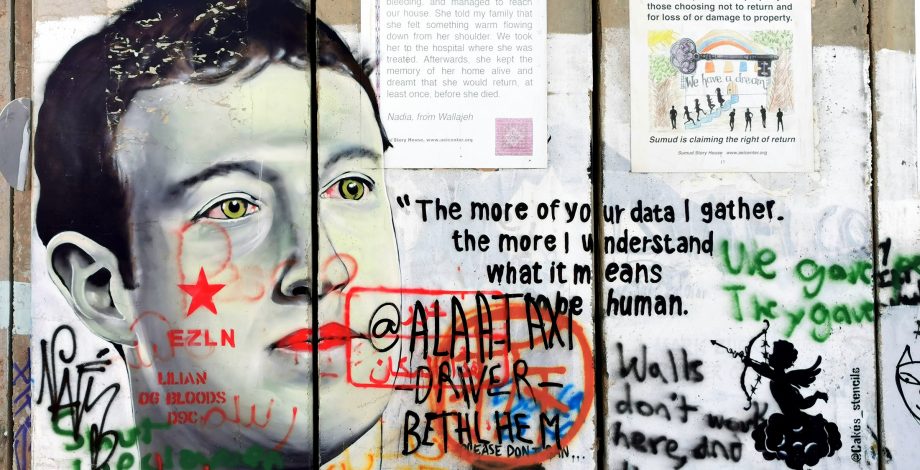 bleeding, and managed to reach
our house. She told my family that
she felt something warm flowing
down from her shoulder. We took
her to the hospital where she was
treated. Afterwards, she kept the
memory of her home alive and
dreamt that she would return, at
least once, before she died.
Nadia, from Wallajeh
Story House. www.aeicenter.org
those choosing not to return and
for loss of or damage to property.
We have a dream
Sumud is claiming the right of return
Sumud Story House www.aeicenter.org
"The more of your data I gather.
the more I understand
what it means
be human.
We gave
They gave
EZLN
LILIAN
OG BLOODS
DSC
@ALAA TAXI
-DRIVER-
BETHLHEM
PLEASE DON'T
Walls
don't work
here, and
@Cakes_stencils